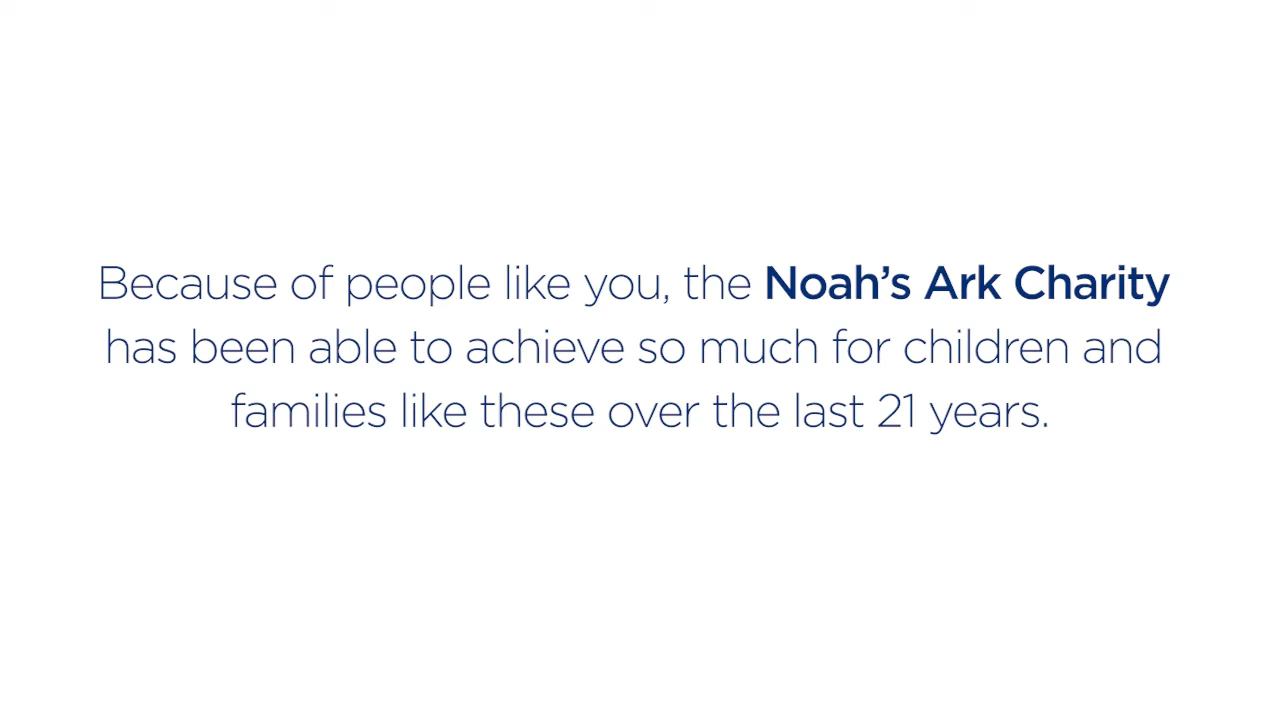 Because of people like you, the Noah’s Ark Charity
has been able to achieve so much for children and
families like these over the last 21 years.